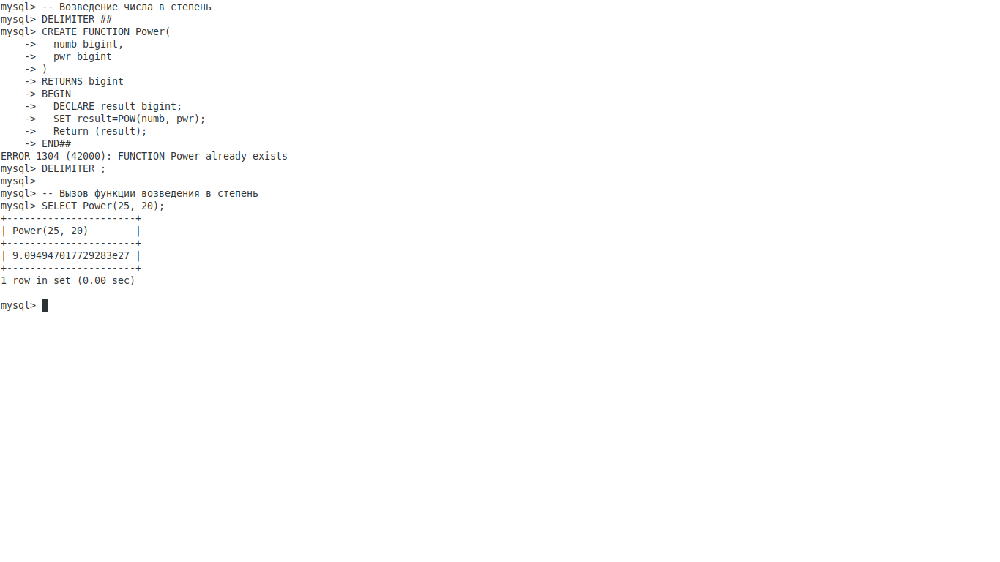 mysql> -- Возведение числа в степень
mysql> DELIMITER ##
mysql> CREATE FUNCTION Power(
    ->   numb bigint,
    ->   pwr bigint
    -> )
    -> RETURNS bigint
    -> BEGIN
    ->   DECLARE result bigint;
    ->   SET result=POW(numb, pwr);
    ->   Return (result);
    -> END##
ERROR 1304 (42000): FUNCTION Power already exists
mysql> DELIMITER ;
mysql>
mysql> -- Вызов функции возведения в степень
mysql> SELECT Power(25, 20);
+----------------------+
| Power(25, 20)        |
+----------------------+
| 9.094947017729283e27 |
+----------------------+
1 row in set (0.00 sec)

mysql>